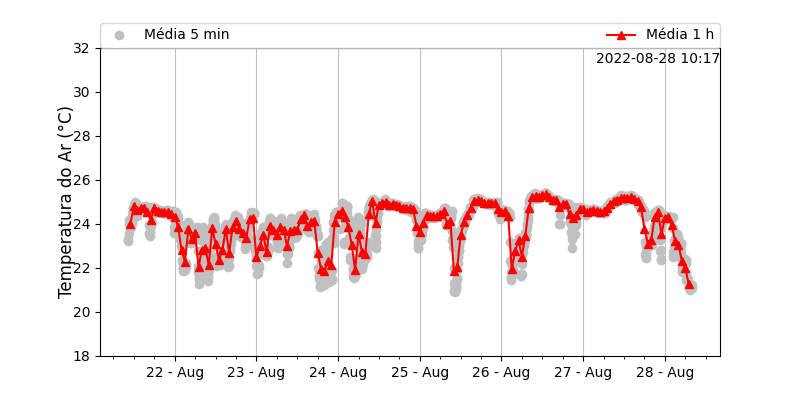 Média 5 min
Média 1 h
2022-08-28 10:17
Temperatura do Ar (°C)
32
30
28
26
24
22
20
18
22 - Aug
23 - Aug
24 - Aug
25 - Aug
26 - Aug
27 - Aug
28 - Aug